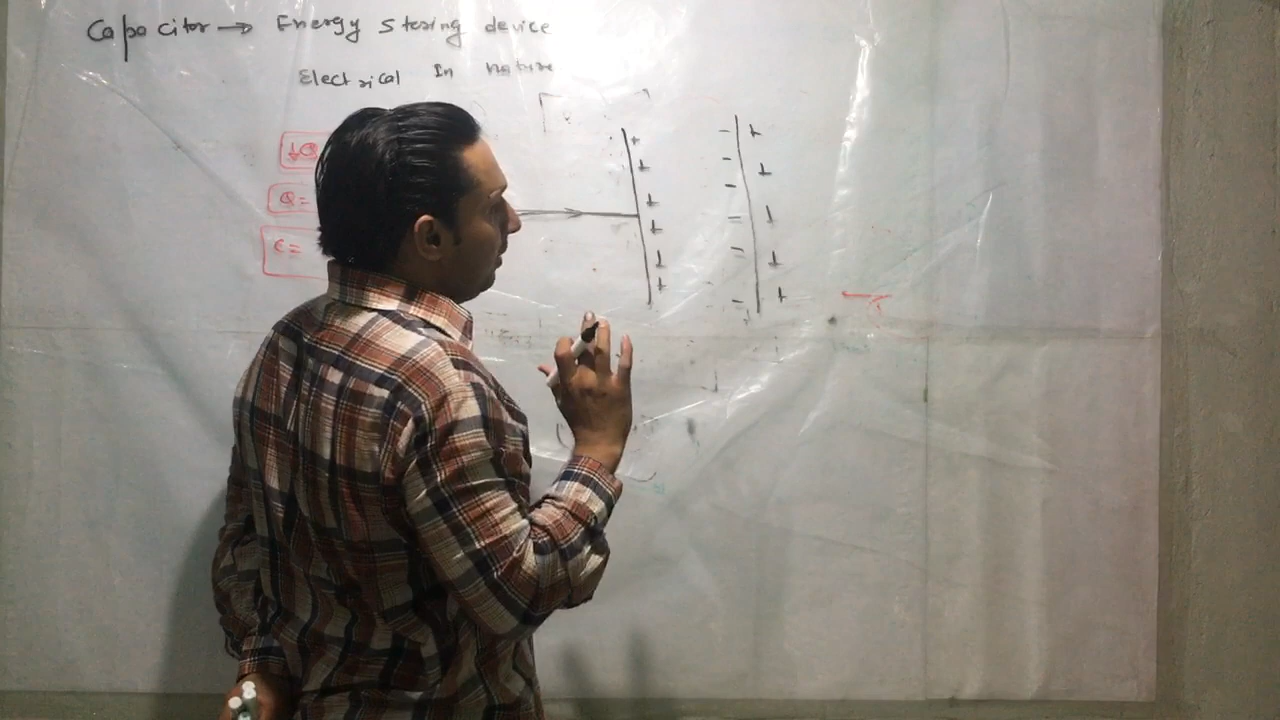 Capacitor → Energy Storing device
Electrical In nature
↓Q
Q=
C=